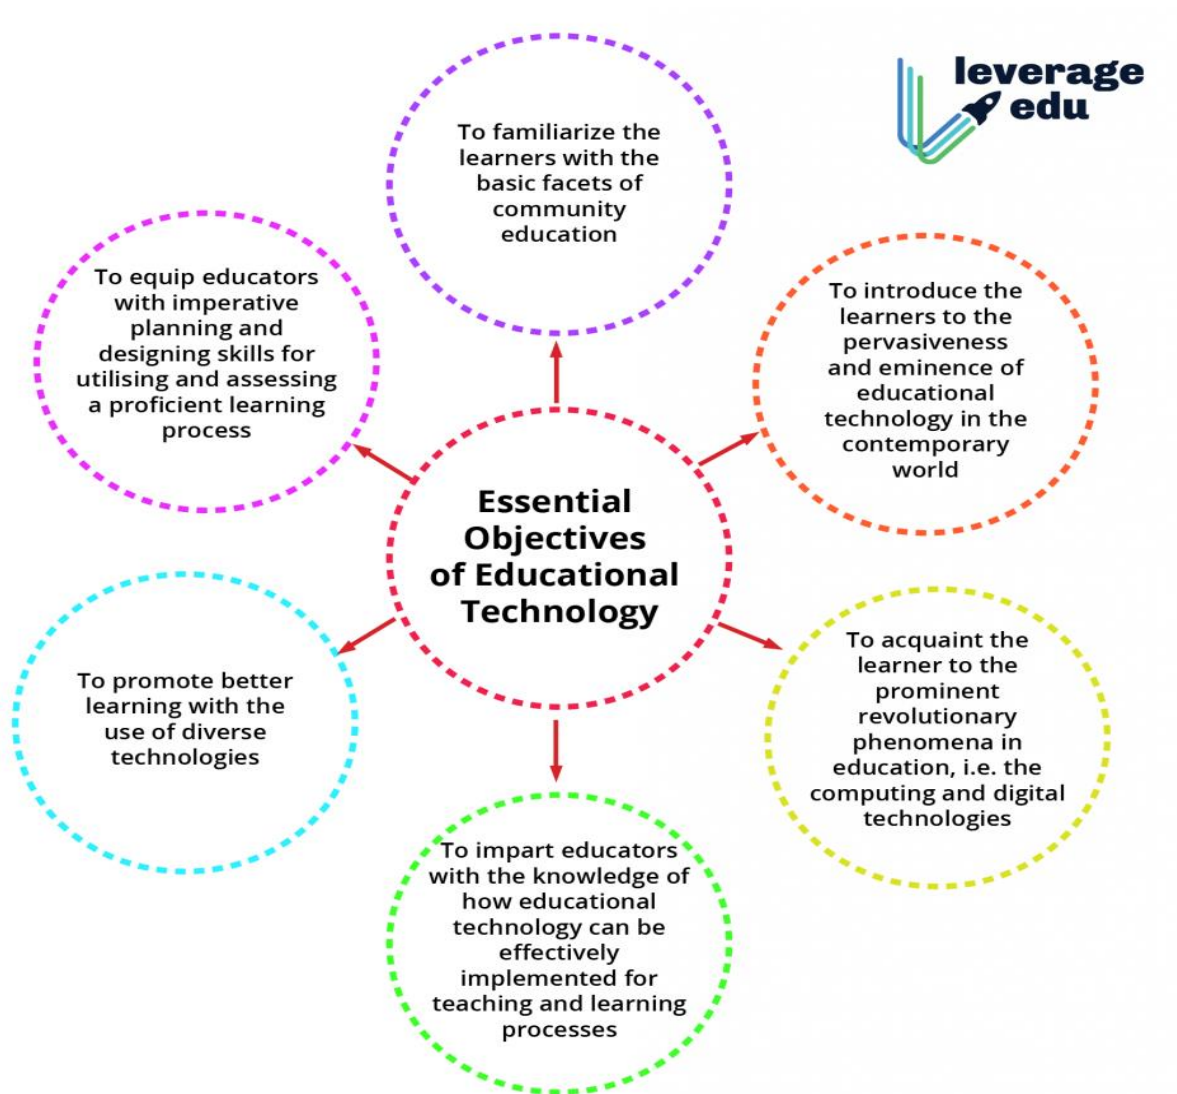 leverage
edu
To familiarize the
learners with the
basic facets of
community
education
To equip educators
with imperative
planning and
designing skills for
utilising and assessing
a proficient learning
process
To introduce the
learners to the
pervasiveness
and eminence of
educational
technology in the
contemporary
world
Essential
Objectives
of Educational
Technology
To promote better
learning with the
use of diverse
technologies
To acquaint the
learner to the
prominent
revolutionary
phenomena in
education, i.e. the
computing and digital
technologies
To impart educators
with the knowledge of
how educational
technology can be
effectively
implemented for
teaching and learning
processes